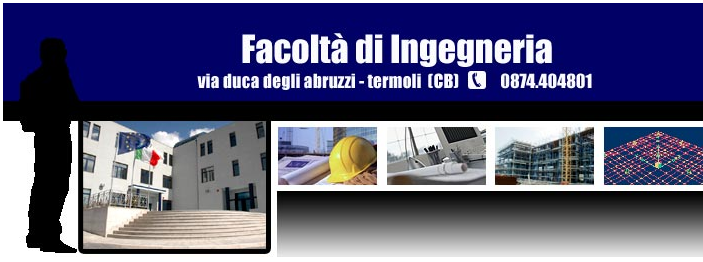 Facoltà di Ingegneria
via duca degli abruzzi - termoli (CB) 0874.404801